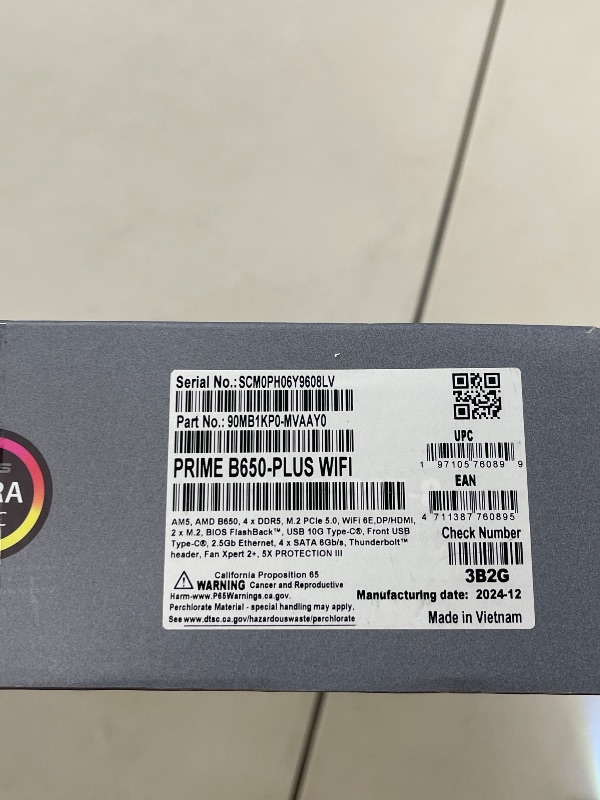 Serial No.:SCM0PH06Y9608LV
Part No.: 90MB1KP0-MVAAY0
PRIME B650-PLUS WIFI
AM5, AMD B650, 4 x DDR5, M.2 PCIe 5.0, WiFi 6E,DP/HDMI,
2 x M.2, BIOS FlashBack™, USB 10G Type-C®, Front USB
Type-C®, 2.5Gb Ethernet, 4 x SATA 6Gb/s, Thunderbolt™
header, Fan Xpert 2+, 5X PROTECTION III
California Proposition 65
WARNING Cancer and Reproductive
Harm-www.P65Warnings.ca.gov.
Perchlorate Material - special handling may apply,
See www.dtsc.ca.gov/hazardouswaste/perchlorate
UPC
1 97105 76089 9
EAN
4 711387 760895
Check Number
3B2G
Manufacturing date: 2024-12
Made in Vietnam
RA
C